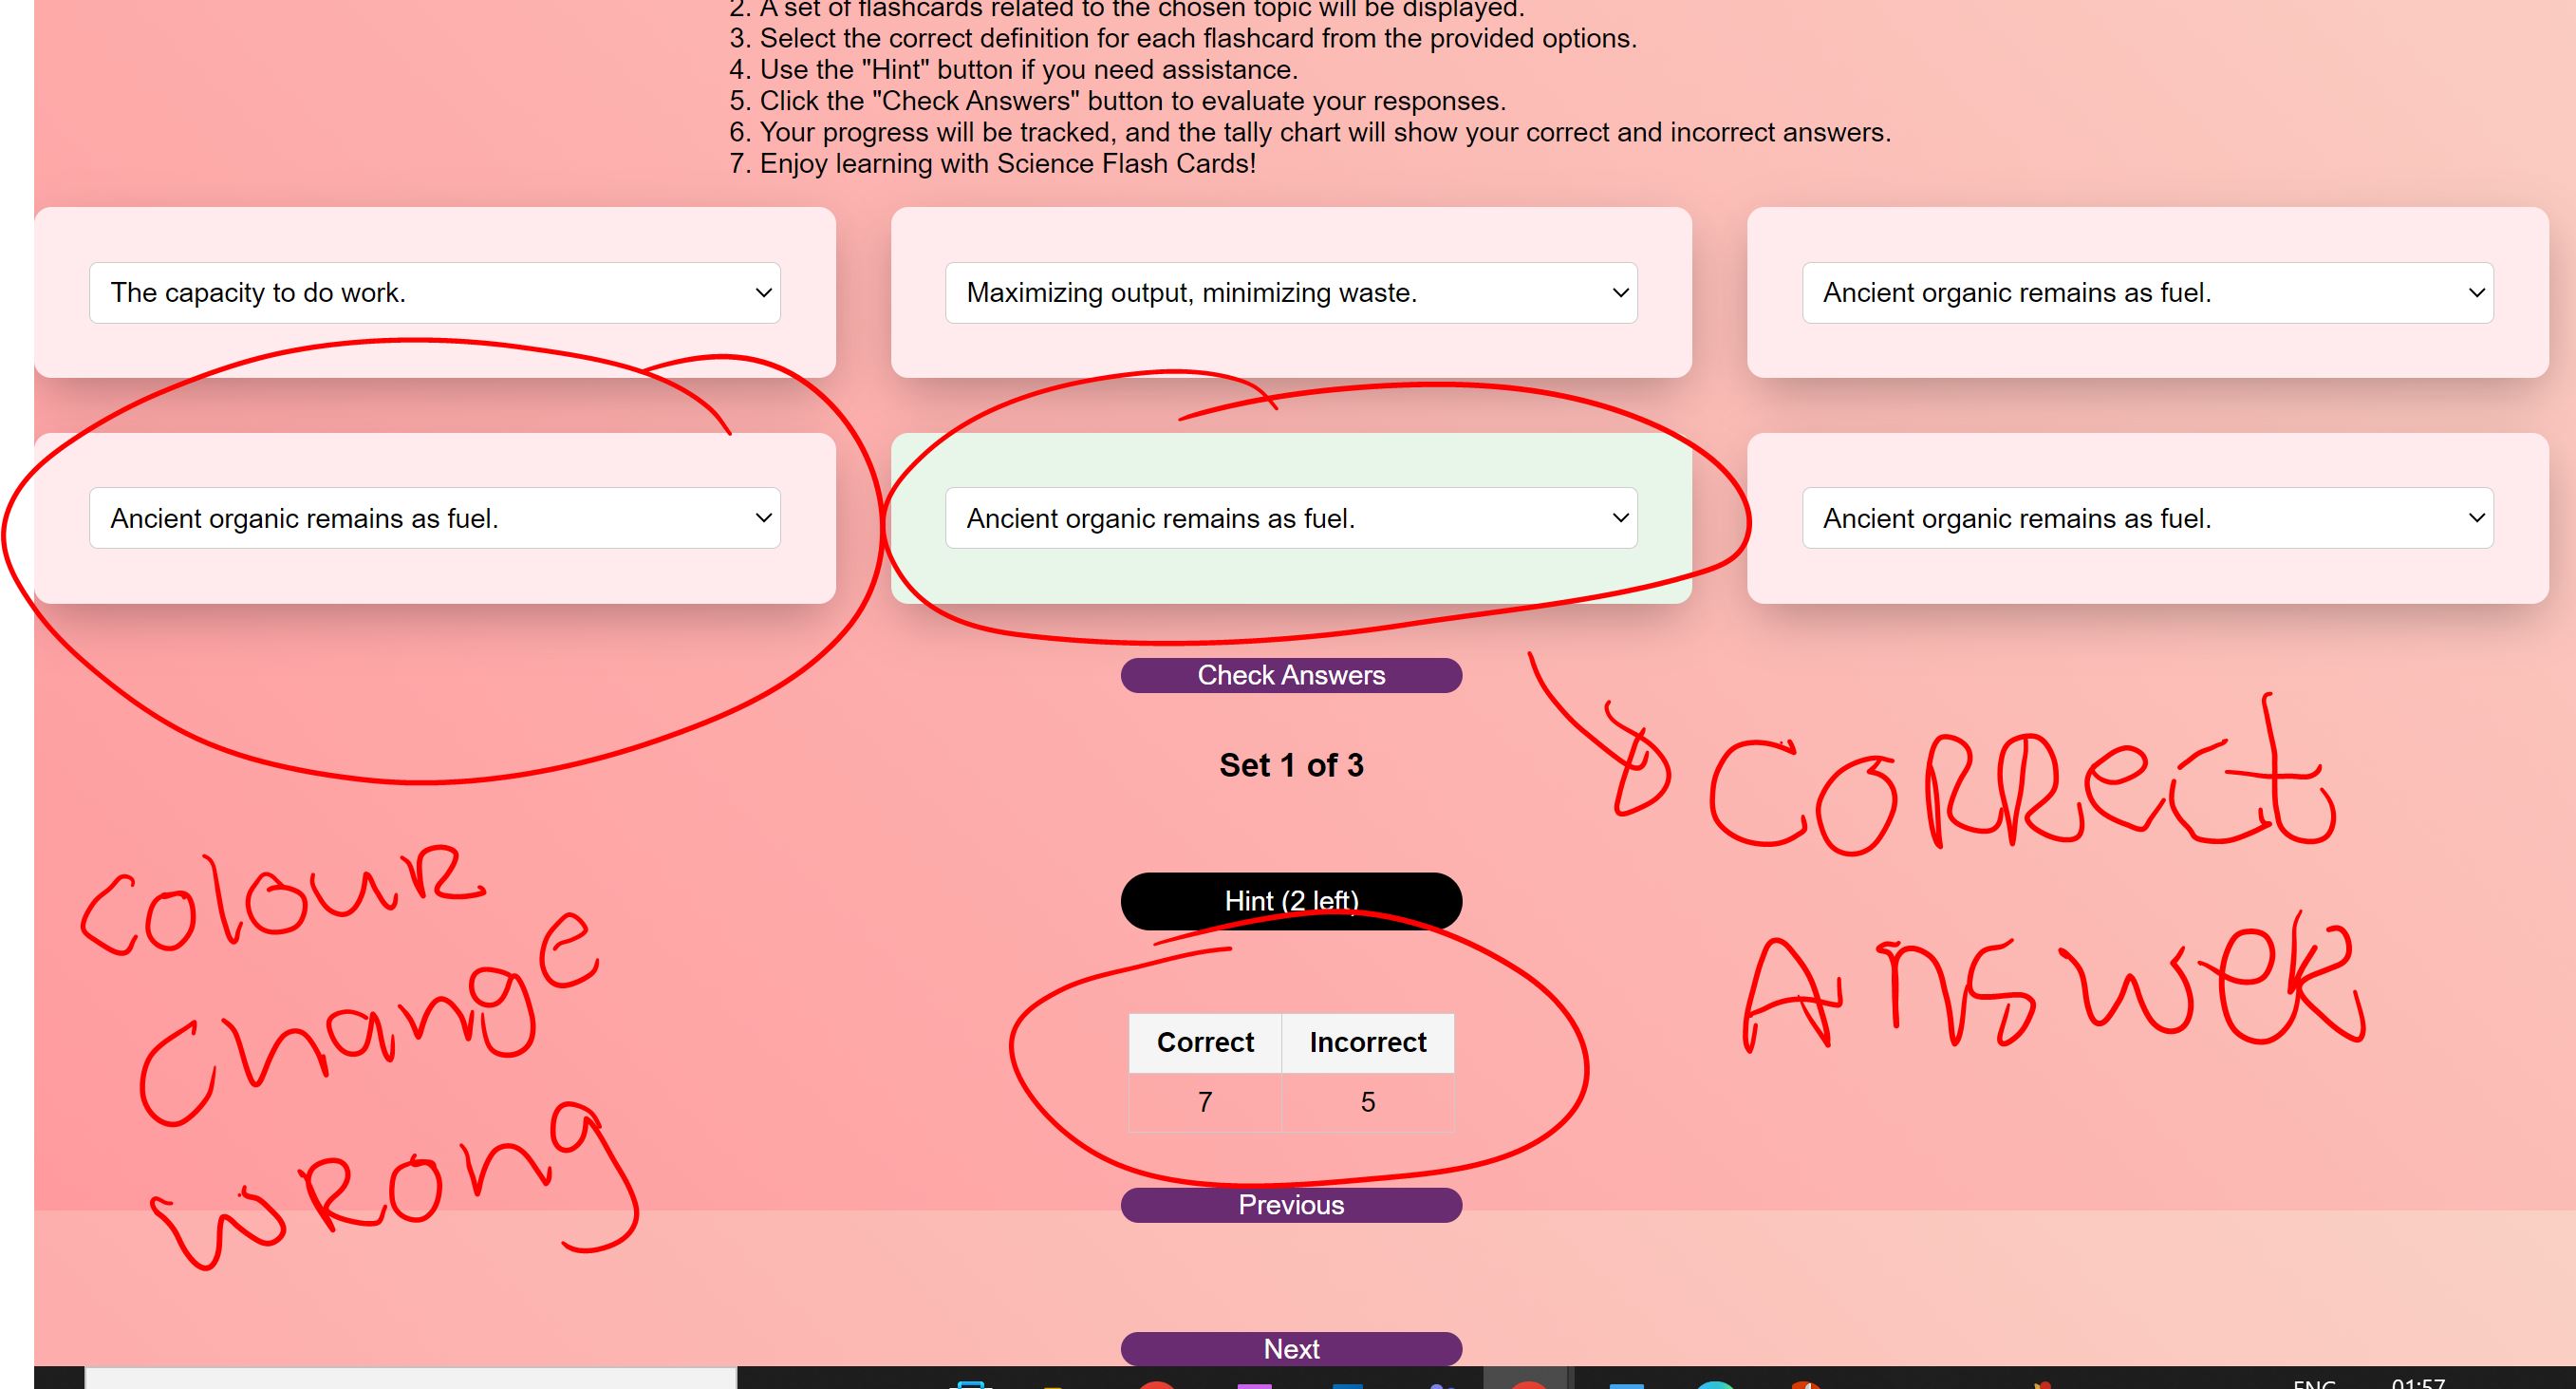 2. A set of flashcards related to the chosen topic will be displayed.
3. Select the correct definition for each flashcard from the provided options.
4. Use the "Hint" button if you need assistance.
5. Click the "Check Answers" button to evaluate your responses.
6. Your progress will be tracked, and the tally chart will show your correct and incorrect answers.
7. Enjoy learning with Science Flash Cards!
The capacity to do work.
Maximizing output, minimizing waste.
Ancient organic remains as fuel.
Ancient organic remains as fuel.
Ancient organic remains as fuel.
Ancient organic remains as fuel.
Check Answers
Set 1 of 3
CORRect
Colour
Hint (2 left)
Answer
Change
Correct Incorrect
7 5
wrong
Previous
Next
ENG 01:57